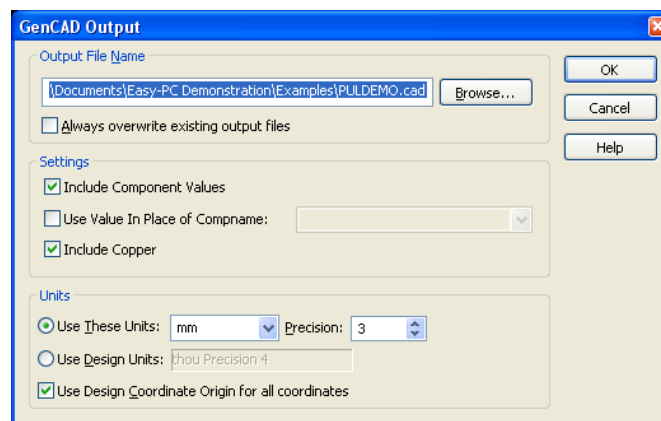 GenCAD Output
Output File Name
\Documents\Easy-PC Demonstration\Examples\PULDEMO.cad
Browse...
Always overwrite existing output files
OK
Cancel
Help
Settings
Include Component Values
Use Value In Place of Compname:
Include Copper
Units
Use These Units: mm Precision: 3
Use Design Units: thou Precision 4
Use Design Coordinate Origin for all coordinates